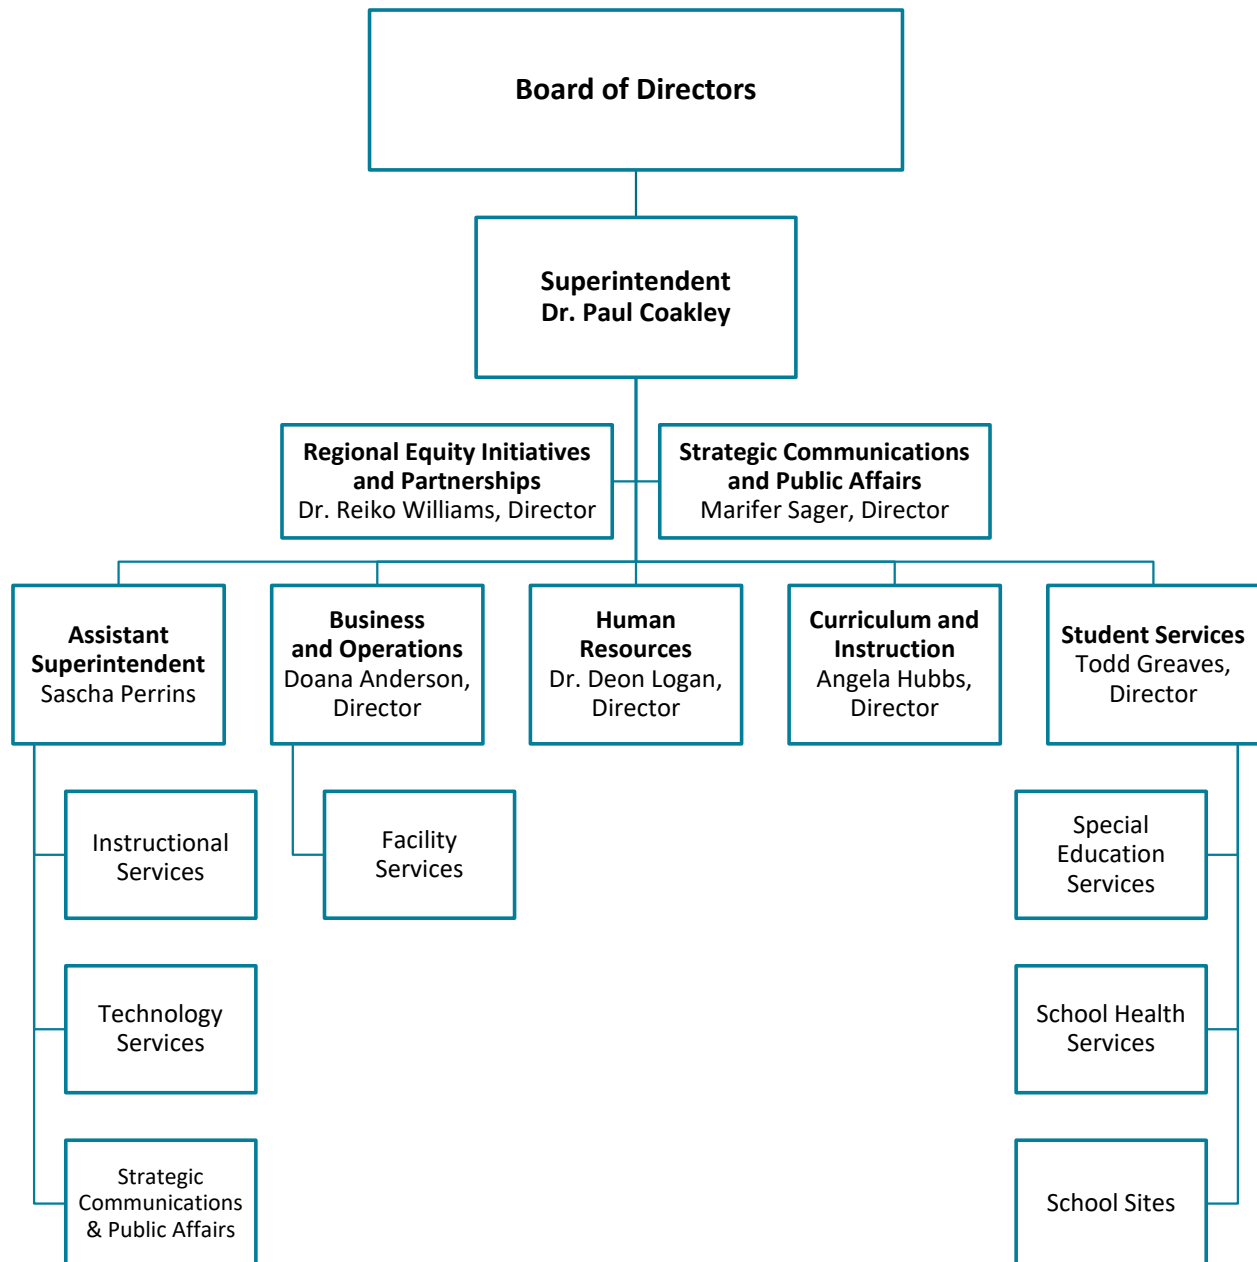 Board of Directors
Superintendent
Dr. Paul Coakley
Regional Equity Initiatives
and Partnerships
Dr. Reiko Williams, Director
Strategic Communications
and Public Affairs
Marifer Sager, Director
Assistant
Superintendent
Sascha Perrins
Business
and Operations
Doana Anderson,
Director
Human
Resources
Dr. Deon Logan,
Director
Curriculum and
Instruction
Angela Hubbs,
Director
Student Services
Todd Greaves,
Director
Instructional
Services
Facility
Services
Special
Education
Services
Technology
Services
School Health
Services
Strategic
Communications
& Public Affairs
School Sites